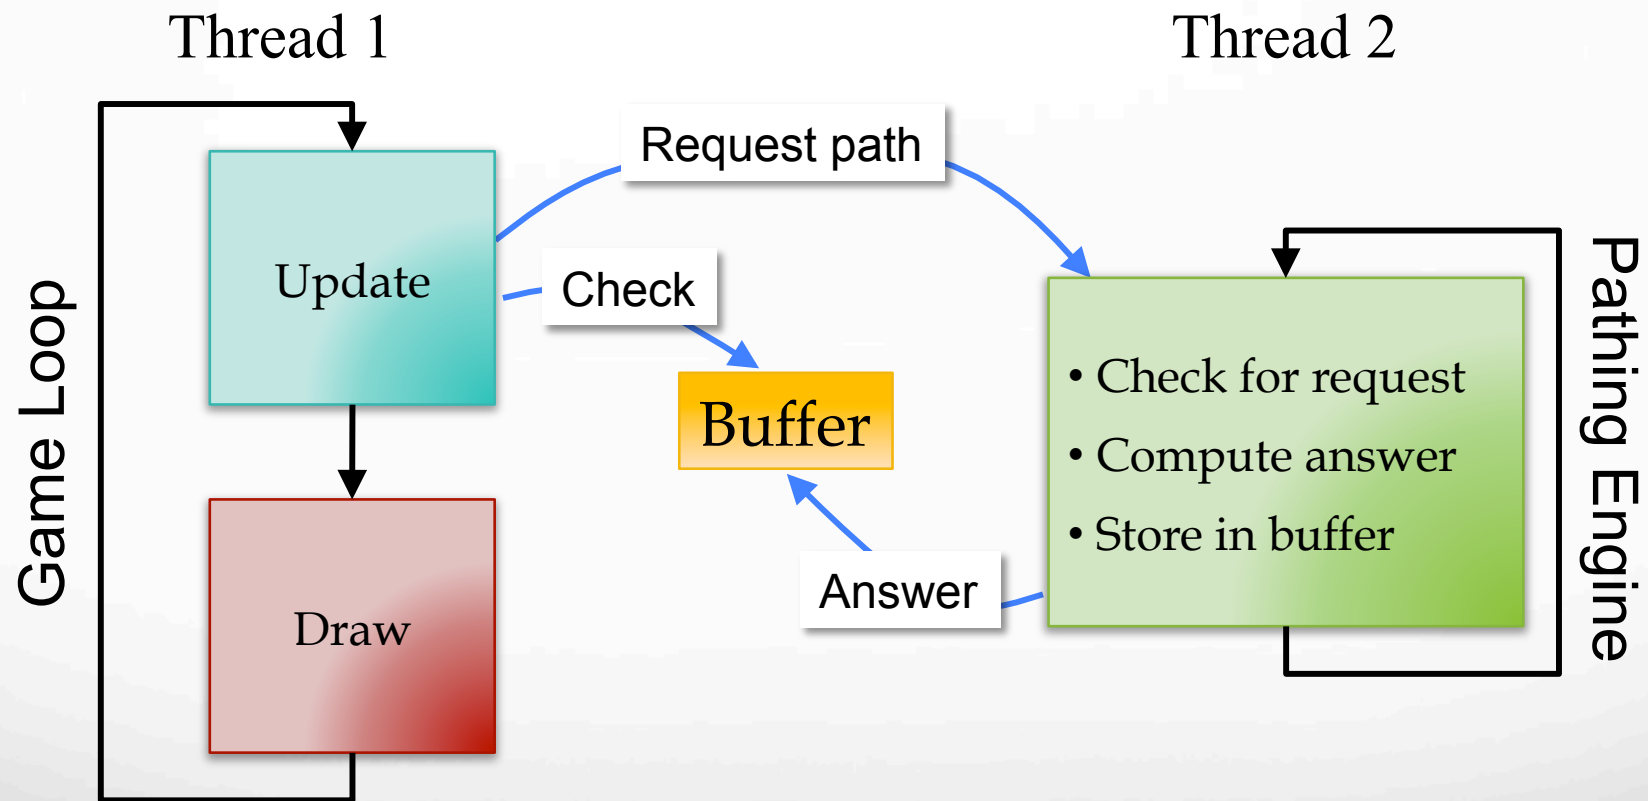 Thread 1
Thread 2
Request path
Update
Check
Game Loop
Buffer
• Check for request
• Compute answer
• Store in buffer
Pathing Engine
Answer
Draw